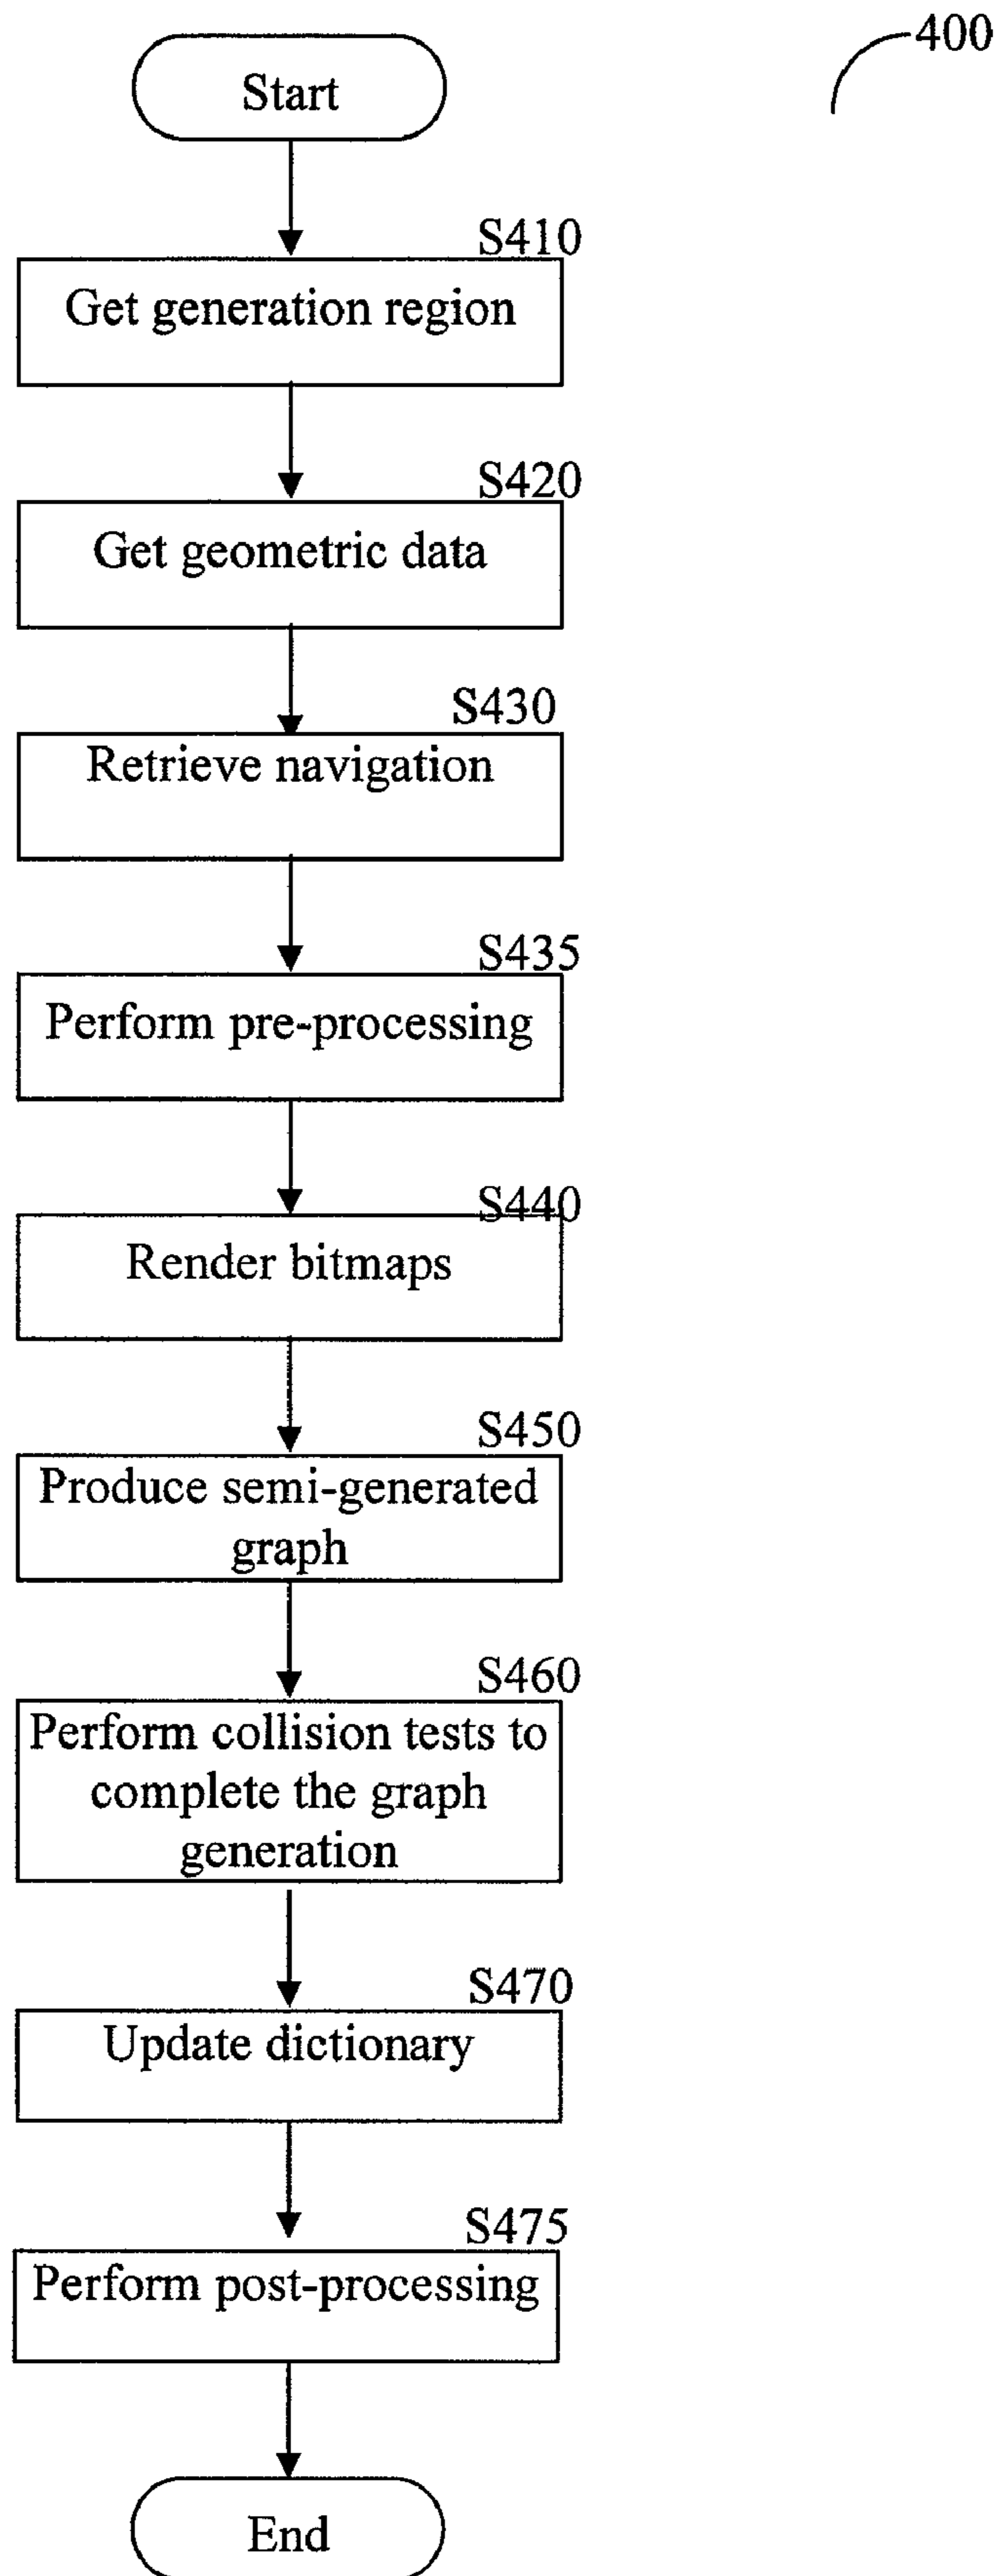 400
Start
S410
Get generation region
S420
Get geometric data
S430
Retrieve navigation
S435
Perform pre-processing
S440
Render bitmaps
S450
Produce semi-generated
graph
S460
Perform collision tests to
complete the graph
generation
S470
Update dictionary
S475
Perform post-processing
End